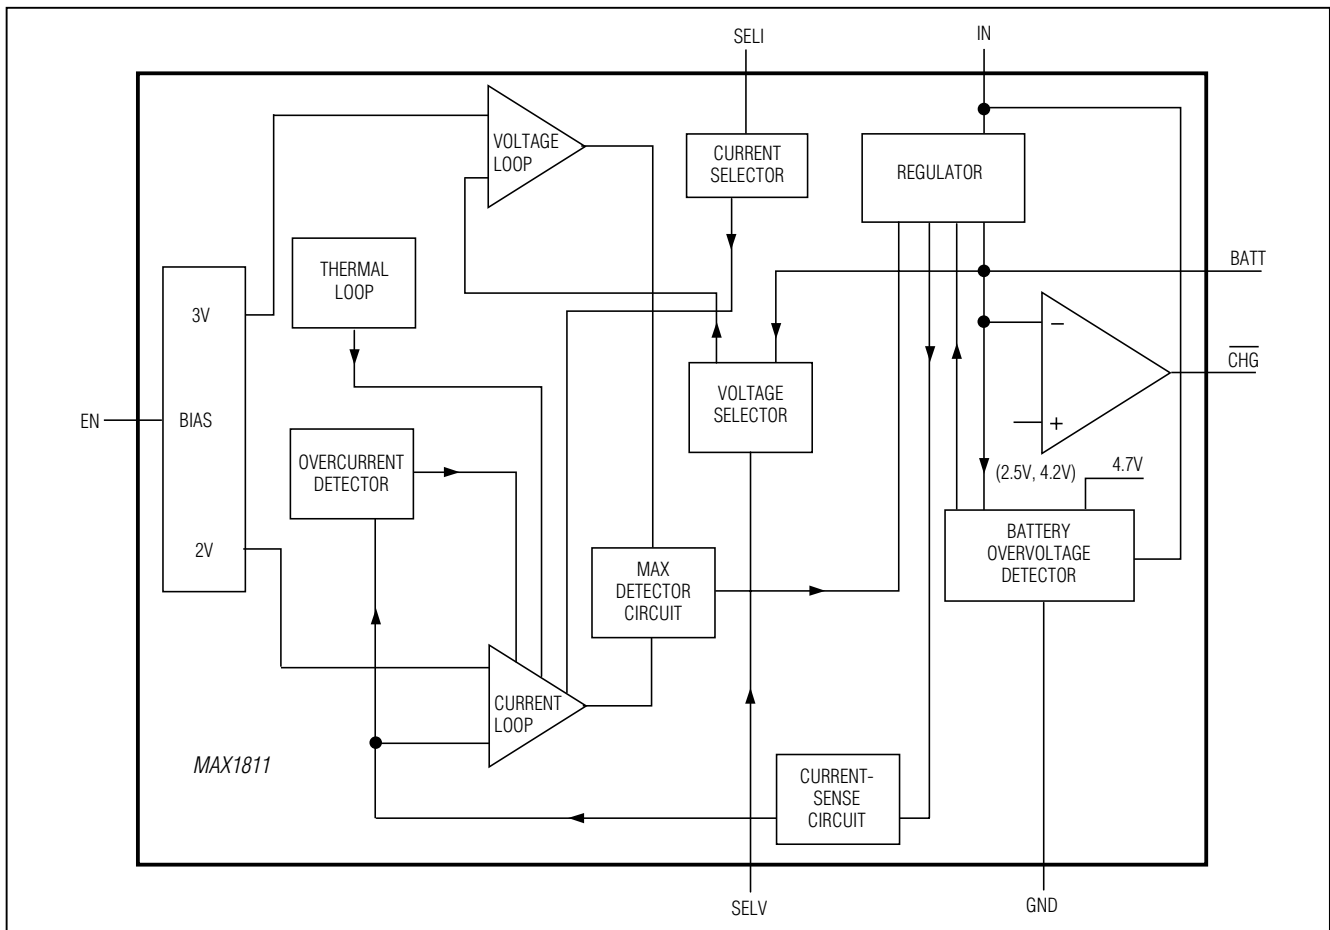 SELI
IN
VOLTAGE
LOOP
CURRENT
SELECTOR
REGULATOR
THERMAL
LOOP
BATT
3V
−
CHG
VOLTAGE
SELECTOR
EN
BIAS
+
OVERCURRENT
DETECTOR
(2.5V, 4.2V)
4.7V
2V
BATTERY
OVERVOLTAGE
DETECTOR
MAX
DETECTOR
CIRCUIT
CURRENT
LOOP
MAX1811
CURRENT-
SENSE
CIRCUIT
SELV
GND